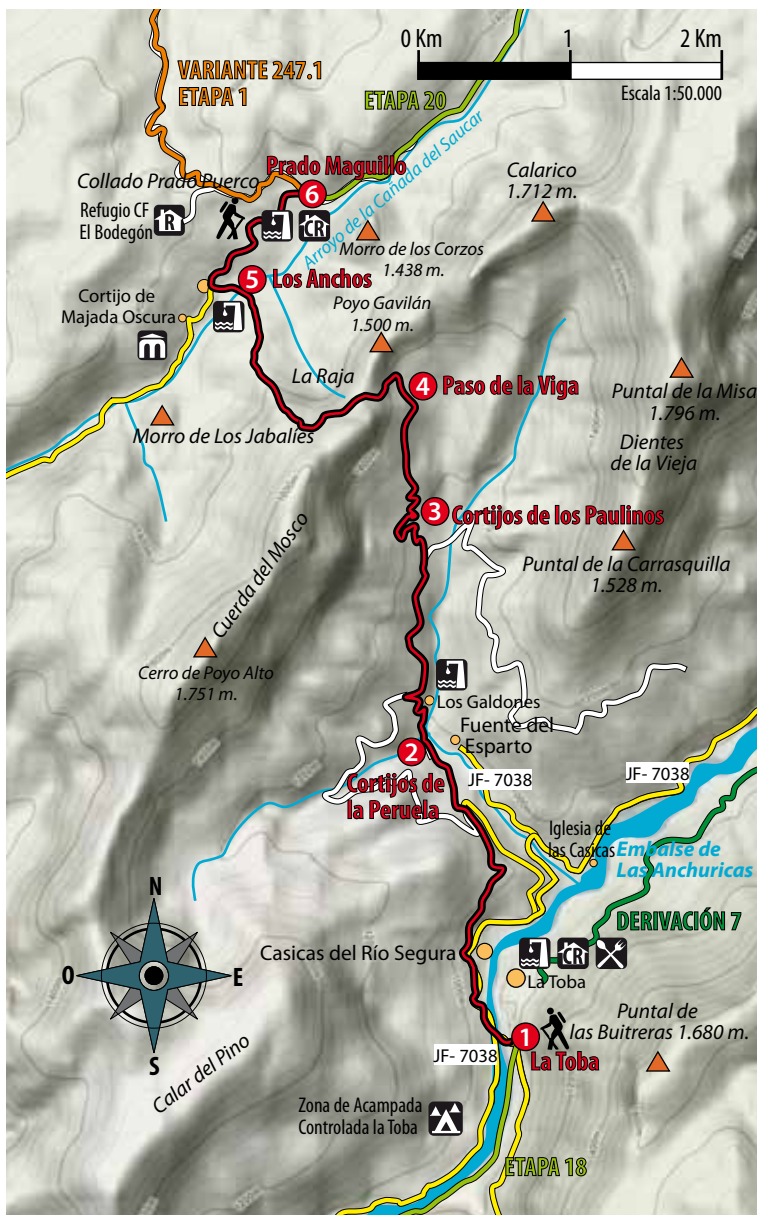 0 Km 1 2 Km
Escala 1:50.000
VARIANTE 247.1
ETAPA 1
ETAPA 20
Prado Maguillo
6
Collado Prado Puerco
Refugio CF
El Bodegón
R
CR
Arroyo de la Cañada del Saucar
Calarico
1.712 m.
Morro de los Corzos
1.438 m.
5
Los Anchos
Cortijo de
Majada Oscura
Poyo Gavilán
1.500 m.
La Raja
4
Paso de la Viga
Puntal de la Misa
1.796 m.
Morro de Los Jabalíes
Dientes
de la Vieja
3
Cortijos de los Paulinos
Puntal de la Carrasquilla
1.528 m.
Cuerda del Mosco
Cerro de Poyo Alto
1.751 m.
Los Galdones
Fuente del
Esparto
2
Cortijos de
la Peruela
JF- 7038
JF- 7038
Iglesia de
las Casicas
Embalse de
Las Anchuricas
DERIVACIÓN 7
N
O
E
S
Casicas del Río Segura
CR
La Toba
Puntal de
las Buitreras 1.680 m.
1
La Toba
JF- 7038
Calar del Pino
Zona de Acampada
Controlada la Toba
ETAPA 18